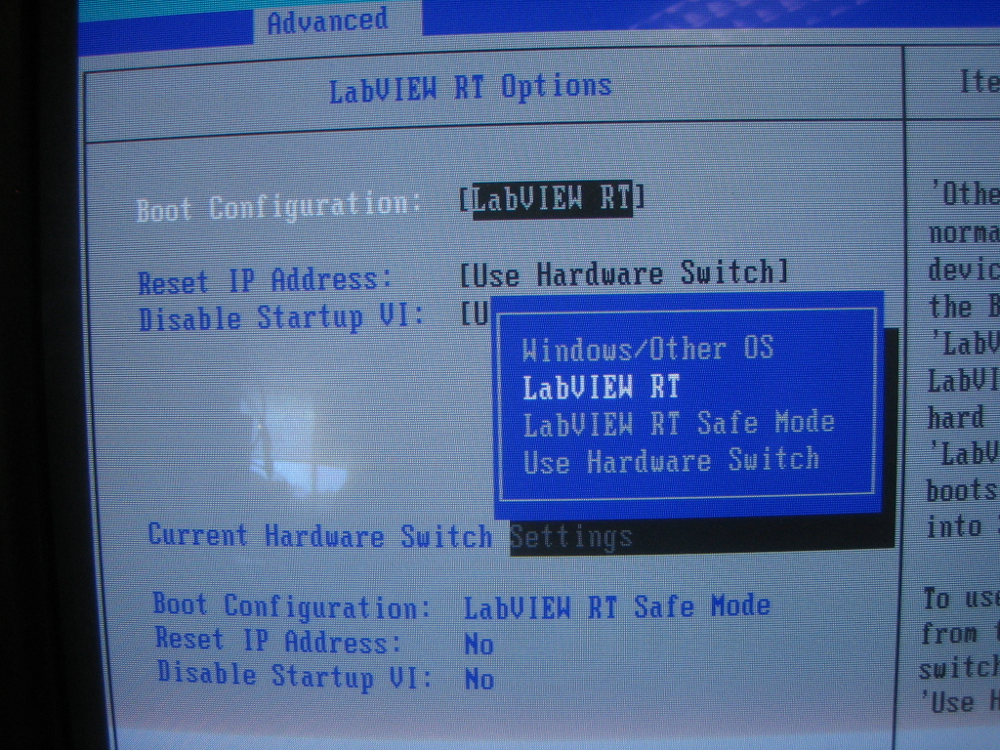 Advanced
LabVIEW RT Options
Boot Configuration: [LabVIEW RT]
Reset IP Address: [Use Hardware Switch]
Disable Startup VI: [U
Windows/Other OS
LabVIEW RT
LabVIEW RT Safe Mode
Use Hardware Switch
Current Hardware Switch Settings
Boot Configuration: LabVIEW RT Safe Mode
Reset IP Address: No
Disable Startup VI: No
Ite
'Othe
norma
devic
the B
'LabV
LabVI
hard
'LabV
boots
into
To use
from t
switch
'Use H